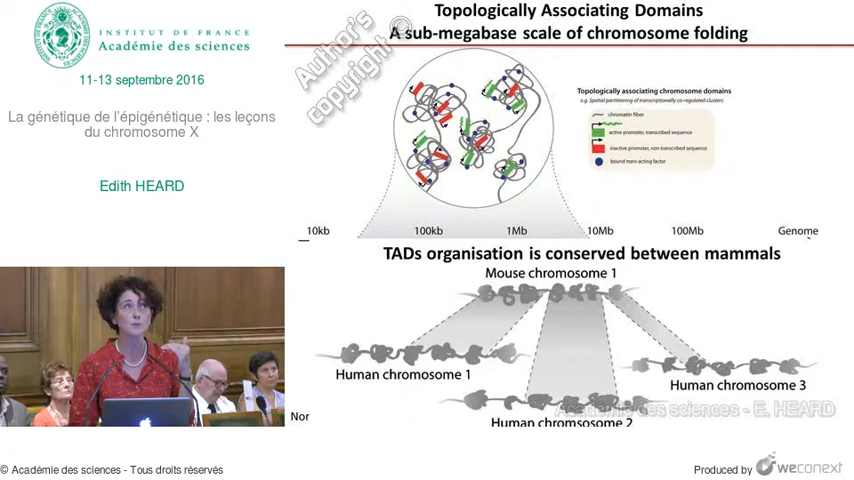 INSTITUT DE FRANCE
Académie des sciences
11-13 septembre 2016
La génétique de l'épigénétique : les leçons
du chromosome X
Edith HEARD
Topologically Associating Domains
A sub-megabase scale of chromosome folding
Author's
copyright ©
Topologically associating chromosome domains
e.g. Spatial partitioning of transcriptionally co-regulated clusters
chromatin fiber
active promoter, transcribed sequence
inactive promoter, non transcribed sequence
bound trans-acting factor
10kb 100kb 1Mb 10Mb 100Mb Genome
TADs organisation is conserved between mammals
Mouse chromosome 1
Human chromosome 1
Human chromosome 3
Human chromosome 2
Nor
Académie des sciences - E. HEARD
© Académie des sciences - Tous droits réservés
Produced by weconext